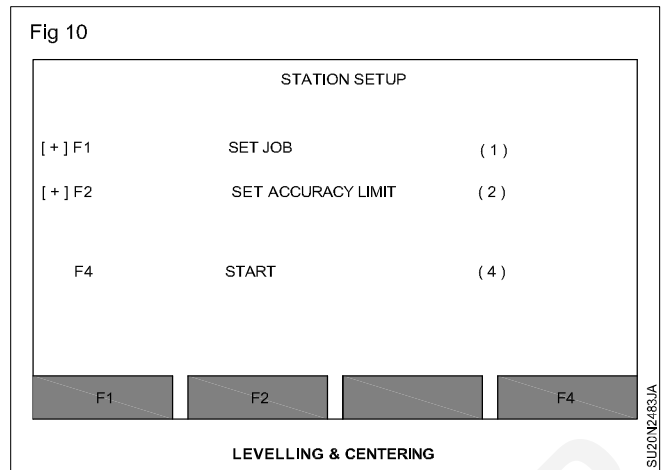 Fig 10
STATION SETUP
[ + ] F1 SET JOB ( 1 )
[ + ] F2 SET ACCURACY LIMIT ( 2 )
F4 START ( 4 )
F1 F2 F4
LEVELLING & CENTERING
SU20N2483JA